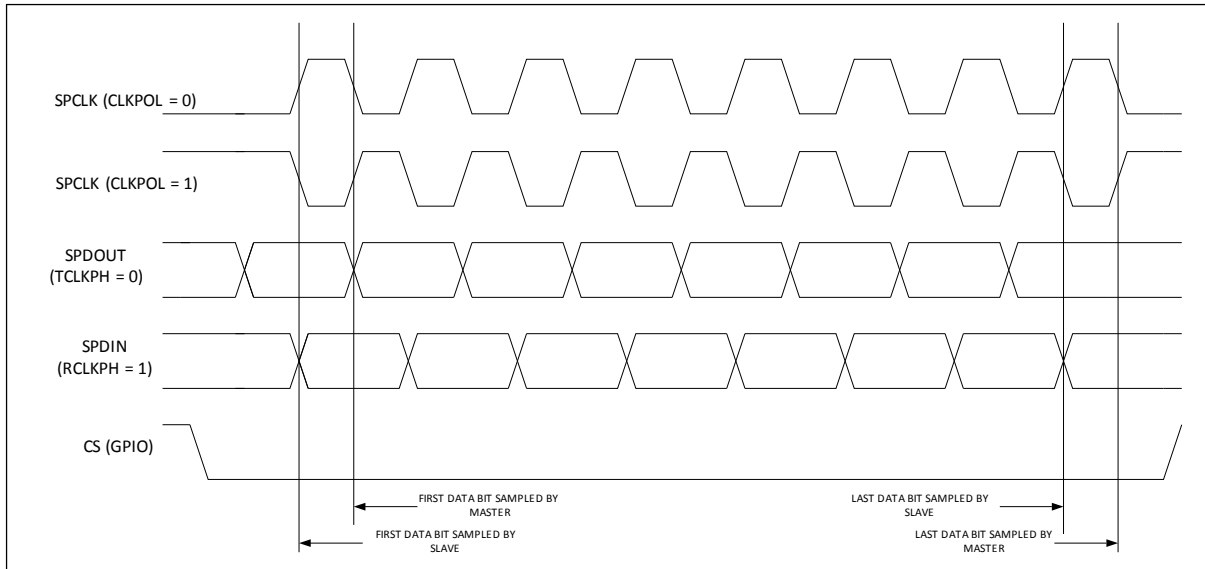 SPCLK (CLKPOL = 0)
SPCLK (CLKPOL = 1)
SPDOUT
(TCLKPH = 0)
SPDIN
(RCLKPH = 1)
CS (GPIO)
FIRST DATA BIT SAMPLED BY
MASTER
LAST DATA BIT SAMPLED BY
SLAVE
FIRST DATA BIT SAMPLED BY
SLAVE
LAST DATA BIT SAMPLED BY
MASTER